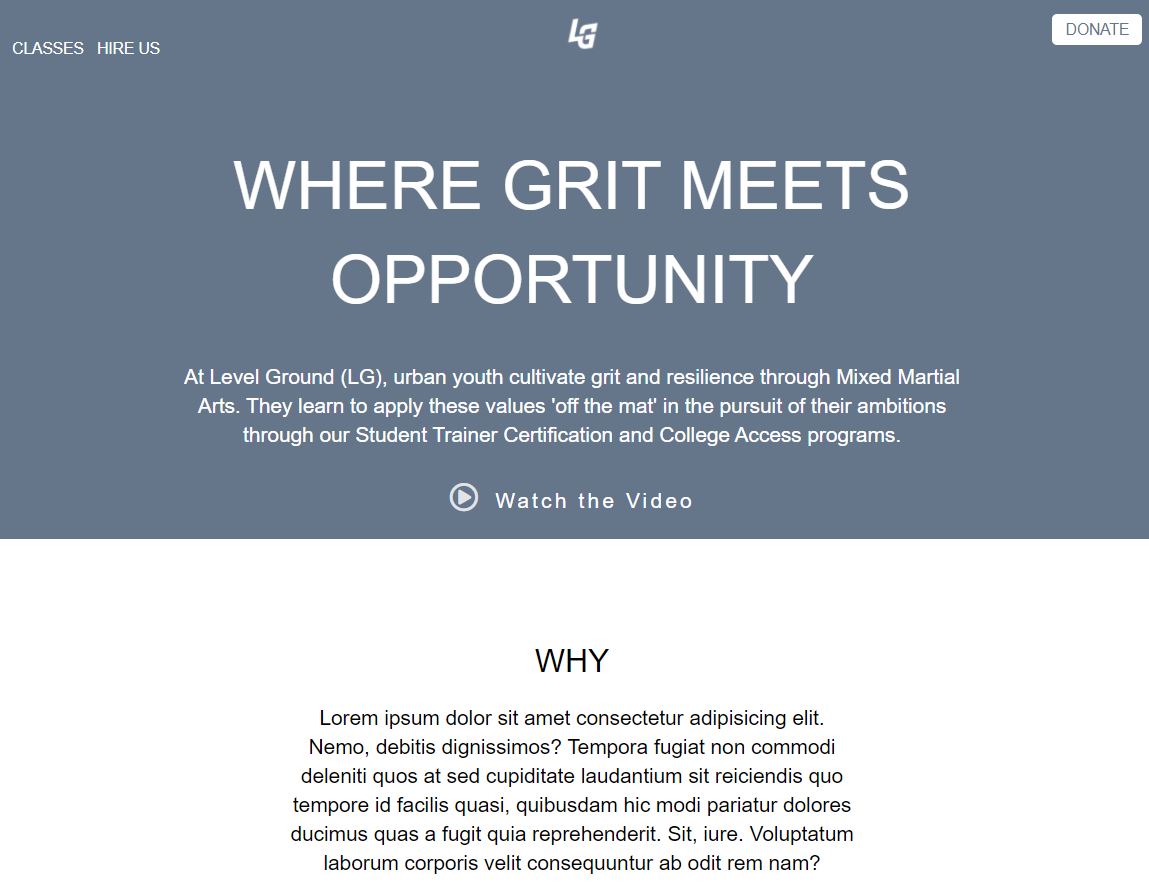 CLASSES HIRE US
LG
DONATE
WHERE GRIT MEETS
OPPORTUNITY
At Level Ground (LG), urban youth cultivate grit and resilience through Mixed Martial
Arts. They learn to apply these values 'off the mat' in the pursuit of their ambitions
through our Student Trainer Certification and College Access programs.
Watch the Video
WHY
Lorem ipsum dolor sit amet consectetur adipisicing elit.
Nemo, debitis dignissimos? Tempora fugiat non commodi
deleniti quos at sed cupiditate laudantium sit reiciendis quo
tempore id facilis quasi, quibusdam hic modi pariatur dolores
ducimus quas a fugit quia reprehenderit. Sit, iure. Voluptatum
laborum corporis velit consequuntur ab odit rem nam?